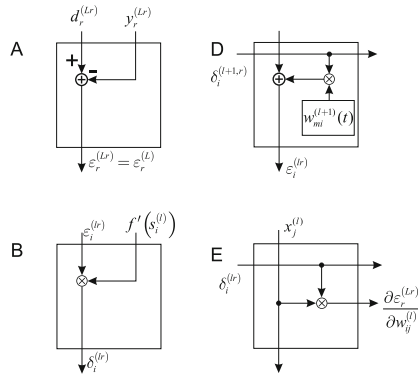 A
d_r^{(Lr)} y_r^{(Lr)}
+ -
ε_r^{(Lr)} = ε_r^{(L)}
D
δ_i^{(l+1,r)}
w_{mi}^{(l+1)}(t)
ε_i^{(lr)}
B
ε_i^{(lr)} f'(s_i^{(l)})
δ_i^{(lr)}
E
x_j^{(l)}
δ_i^{(lr)}
∂ε_r^{(Lr)}
∂w_{ij}^{(l)}